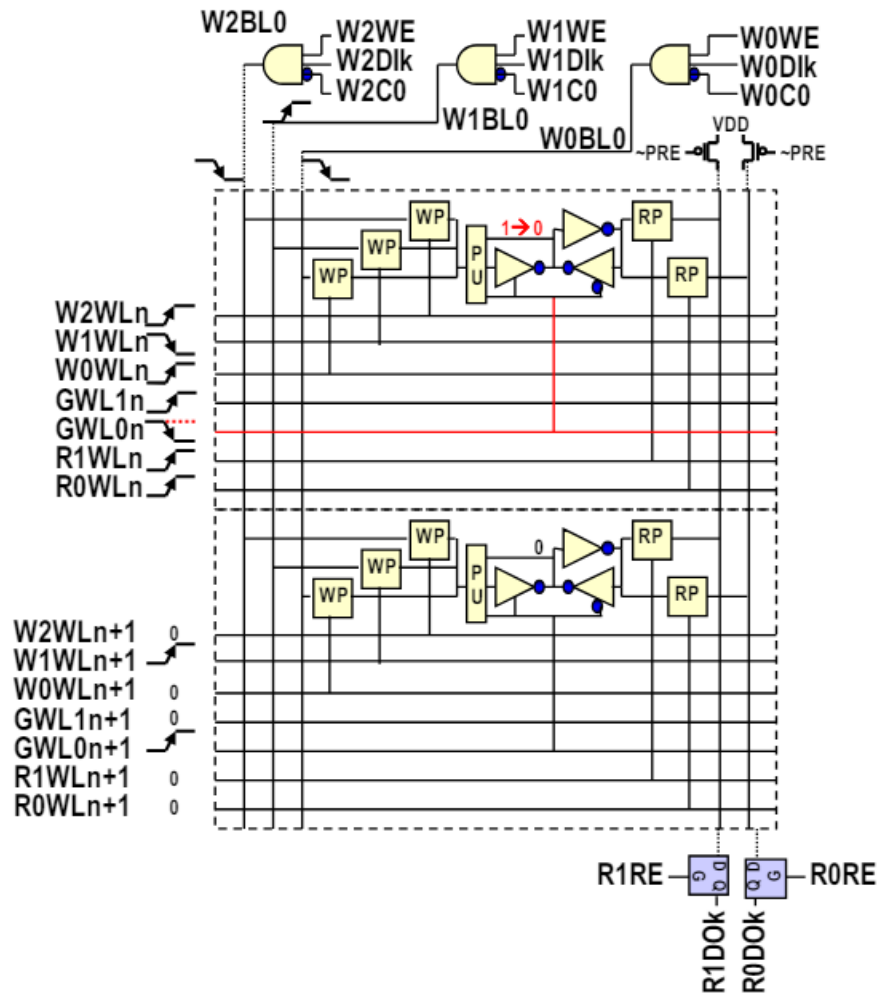 W2BL0
W2WE
W2DIk
W2C0
W1WE
W1DIk
W1C0
W0WE
W0DIk
W0C0
W1BL0
W0BL0
VDD
~PRE
~PRE
WP
WP
WP
PU
1→0
RP
RP
W2WLn
W1WLn
W0WLn
GWL1n
GWL0n
R1WLn
R0WLn
WP
WP
WP
PU
0
RP
RP
W2WLn+1 0
W1WLn+1
W0WLn+1 0
GWL1n+1 0
GWL0n+1
R1WLn+1 0
R0WLn+1 0
R1RE
G
D
Q
D
Q
G
R0RE
R1DOk
R0DOk